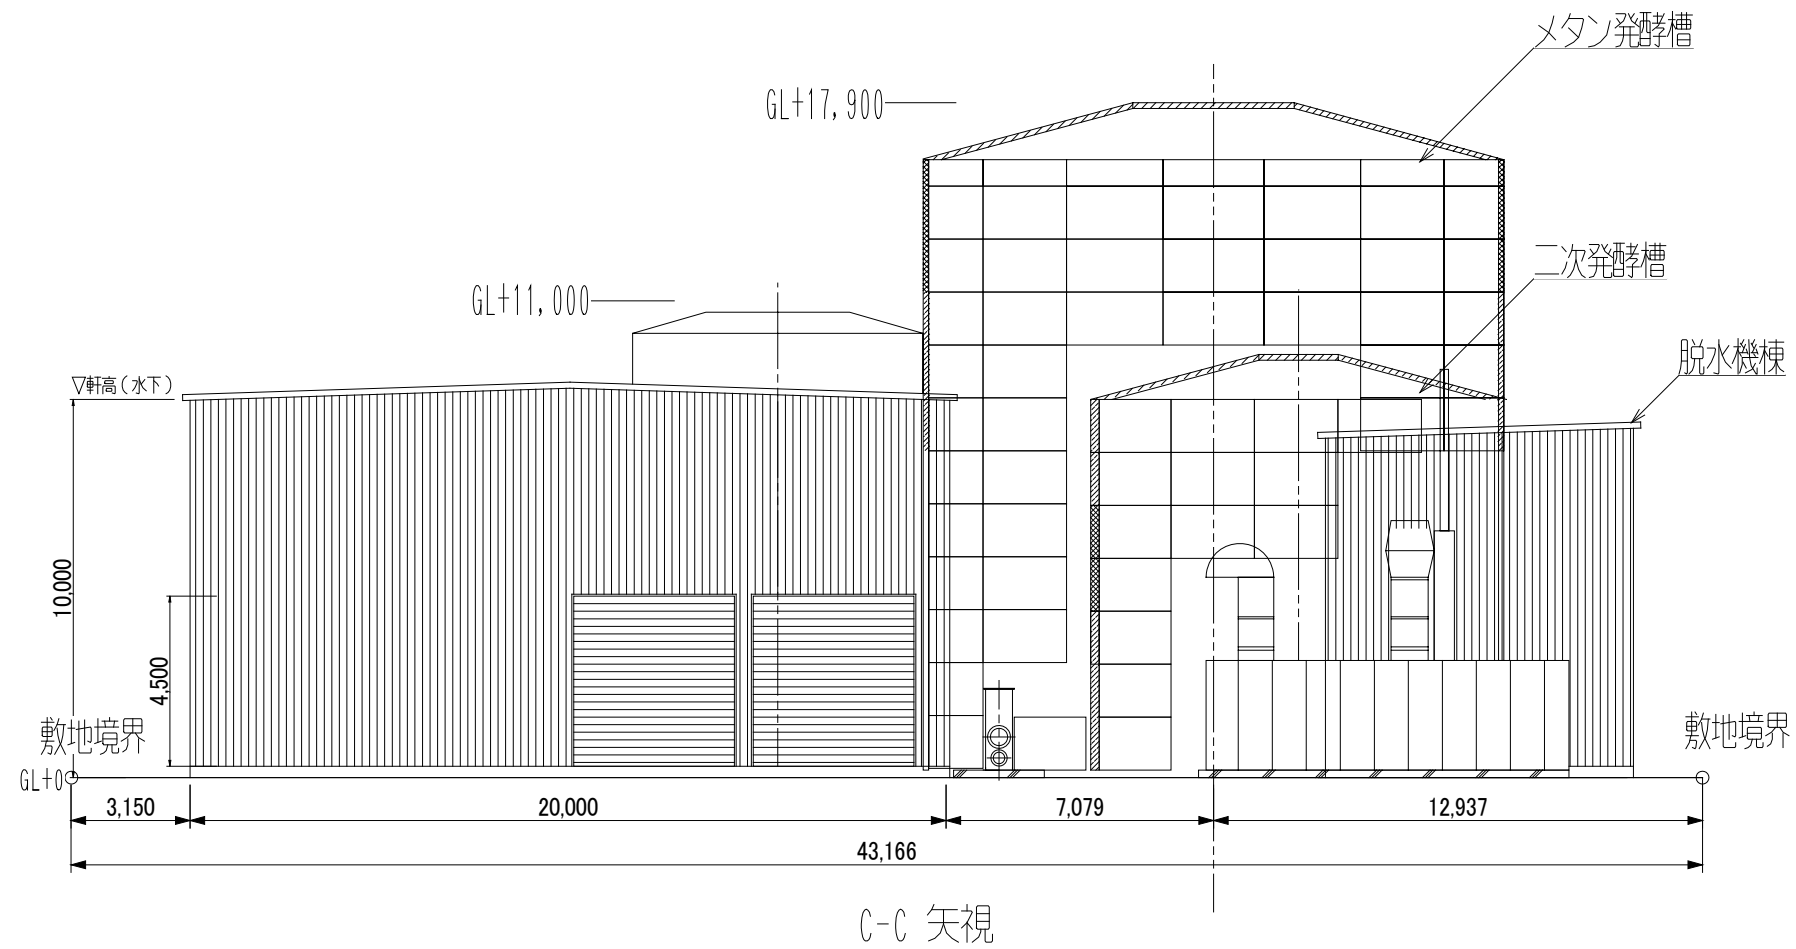 メタン発酵槽
GL+17,900
二次発酵槽
GL+11,000
脱水機棟
▽軒高(水下)
10,000
4,500
敷地境界
敷地境界
GL+0
3,150
20,000
7,079
12,937
43,166
C-C 矢視